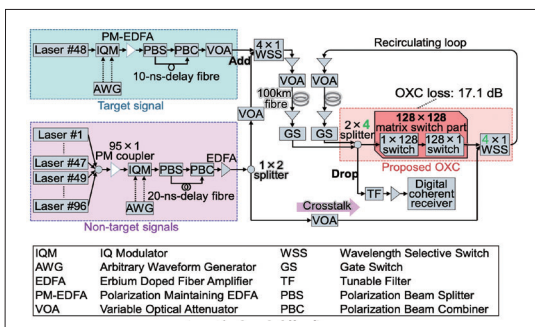 PM-EDFA
Laser #48
IQM
PBS
PBC
VOA
AWG
10-ns-delay fibre
Target signal
Add
4×1
WSS
VOA
100km
fibre
GS
VOA
GS
Recirculating loop
OXC loss: 17.1 dB
2×4
splitter
128×128
matrix switch part
1×128
switch
128×1
switch
4×1
WSS
Proposed OXC
Drop
TF
Digital
coherent
receiver
Crosstalk
VOA
VOA
Laser #1
Laser #47
Laser #49
Laser #96
95×1
PM coupler
IQM
PBS
PBC
EDFA
AWG
20-ns-delay fibre
1×2
splitter
Non-target signals
IQM IQ Modulator WSS Wavelength Selective Switch
AWG Arbitrary Waveform Generator GS Gate Switch
EDFA Erbium Doped Fiber Amplifier TF Tunable Filter
PM-EDFA Polarization Maintaining EDFA PBS Polarization Beam Splitter
VOA Variable Optical Attenuator PBC Polarization Beam Combiner